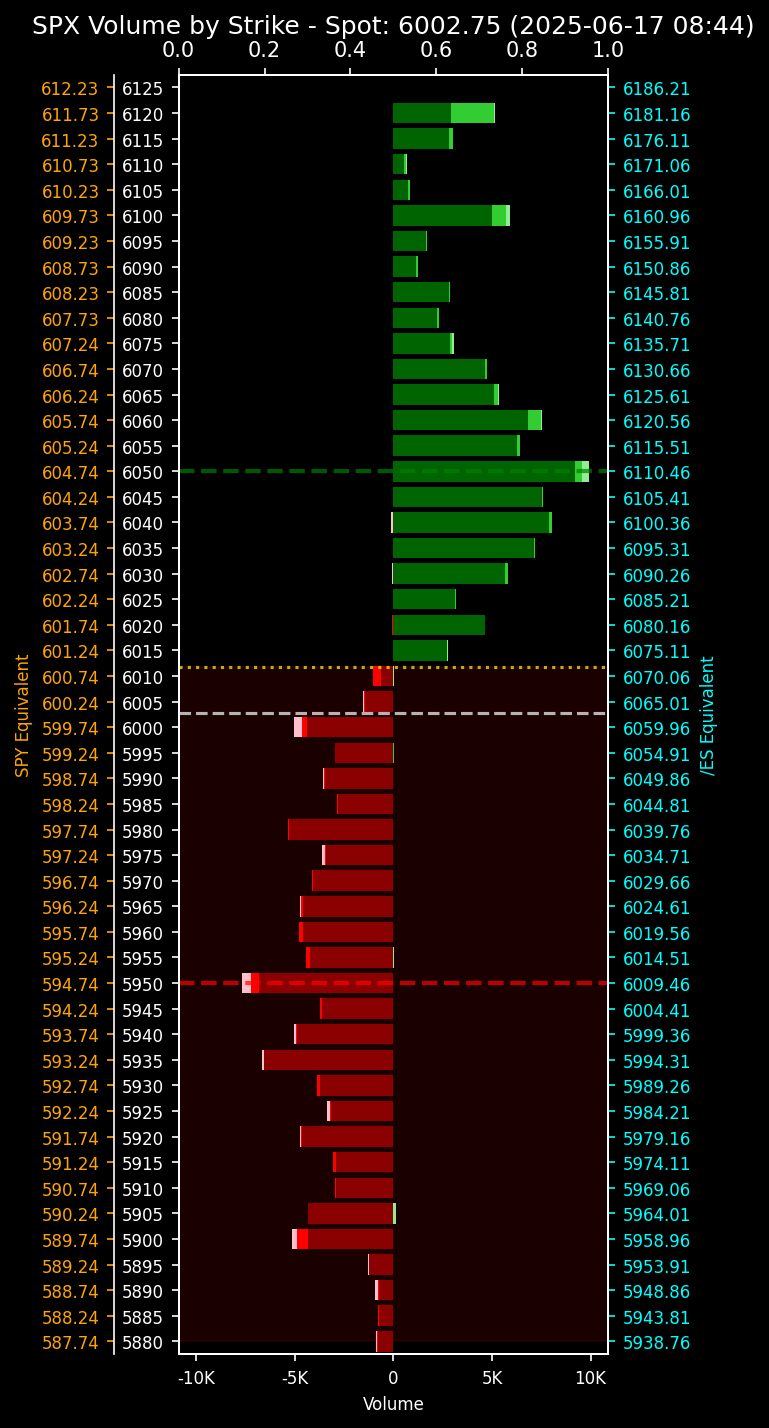 SPX Volume by Strike - Spot: 6002.75 (2025-06-17 08:44)
0.0 0.2 0.4 0.6 0.8 1.0
612.23 6125 6186.21
611.73 6120 6181.16
611.23 6115 6176.11
610.73 6110 6171.06
610.23 6105 6166.01
609.73 6100 6160.96
609.23 6095 6155.91
608.73 6090 6150.86
608.23 6085 6145.81
607.73 6080 6140.76
607.24 6075 6135.71
606.74 6070 6130.66
606.24 6065 6125.61
605.74 6060 6120.56
605.24 6055 6115.51
604.74 6050 6110.46
604.24 6045 6105.41
603.74 6040 6100.36
603.24 6035 6095.31
602.74 6030 6090.26
602.24 6025 6085.21
601.74 6020 6080.16
601.24 6015 6075.11
600.74 6010 6070.06
600.24 6005 6065.01
599.74 6000 6059.96
599.24 5995 6054.91
598.74 5990 6049.86
598.24 5985 6044.81
597.74 5980 6039.76
597.24 5975 6034.71
596.74 5970 6029.66
596.24 5965 6024.61
595.74 5960 6019.56
595.24 5955 6014.51
594.74 5950 6009.46
594.24 5945 6004.41
593.74 5940 5999.36
593.24 5935 5994.31
592.74 5930 5989.26
592.24 5925 5984.21
591.74 5920 5979.16
591.24 5915 5974.11
590.74 5910 5969.06
590.24 5905 5964.01
589.74 5900 5958.96
589.24 5895 5953.91
588.74 5890 5948.86
588.24 5885 5943.81
587.74 5880 5938.76
SPY Equivalent
/ES Equivalent
-10K -5K 0 5K 10K
Volume